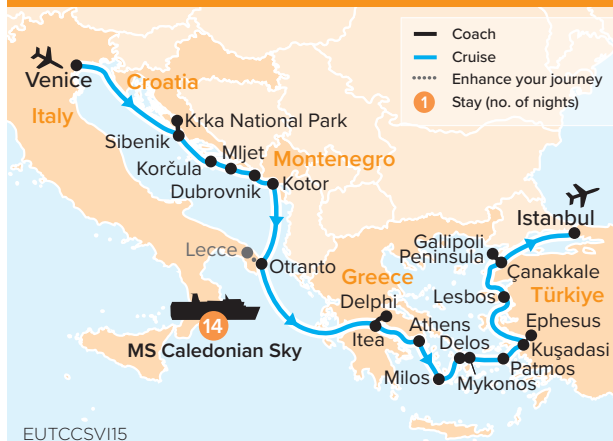 Coach
Cruise
Enhance your journey
1 Stay (no. of nights)
Venice
Croatia
Italy
Krka National Park
Sibenik
Mljet
Korčula
Montenegro
Dubrovnik
Kotor
Istanbul
Gallipoli
Peninsula
Lecce
Otranto
Çanakkale
Greece
Delphi
Lesbos
Türkiye
14
Athens
Ephesus
MS Caledonian Sky
Itea
Delos
Kuşadasi
Milos
Mykonos
Patmos
EUTCCSVI15